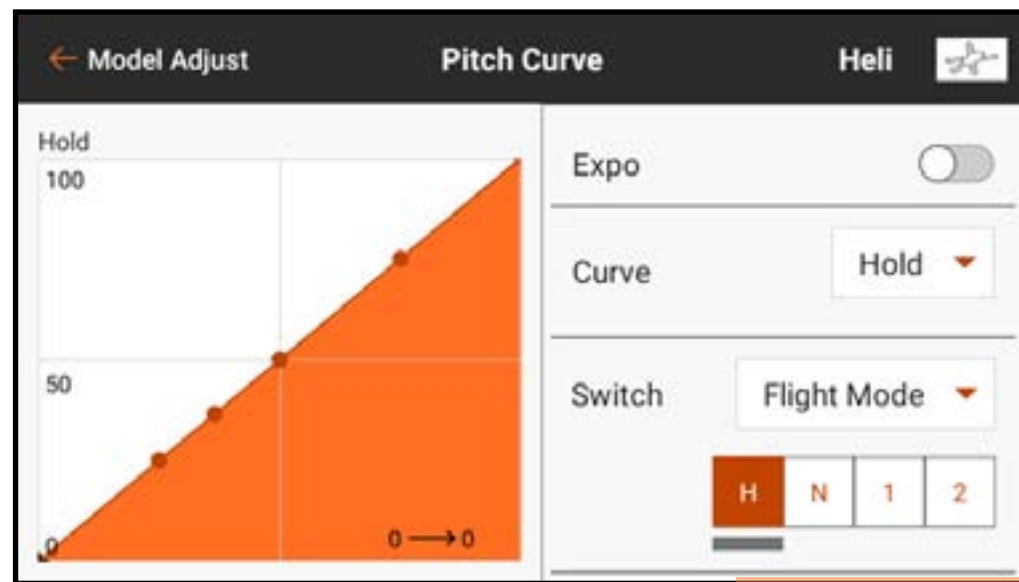 ← Model Adjust
Pitch Curve
Heli
Hold
100
50
0
0 → 0
Expo
Curve
Hold
Switch
Flight Mode
H N 1 2